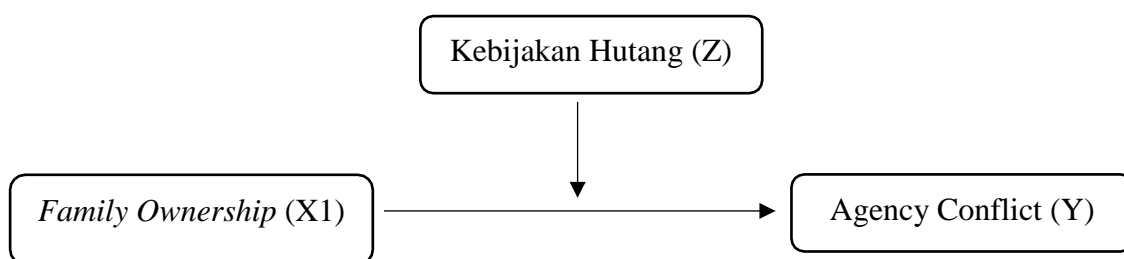 Kebijakan Hutang (Z)
Family Ownership (X1)
Agency Conflict (Y)